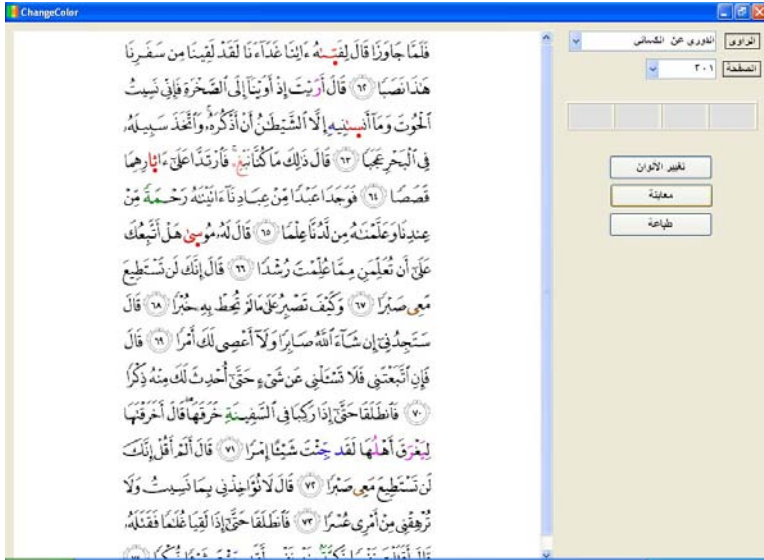 ChangeColor
الراوى
الدوري عن الكسائي
الصفحة
٣٠١
تغيير الألوان
معاينة
طباعة
فَلَمَّا جَاوَزَا قَالَ لِفَتَىٰهُ ءَاتِنَا غَدَآءَنَا لَقَدْ لَقِينَا مِن سَفَرِنَا
هَٰذَا نَصَبًا ٦٢ قَالَ أَرَيْتَ إِذْ أَوَيْنَآ إِلَى ٱلصَّخْرَةِ فَإِنِّي نَسِيتُ
ٱلْحُوتَ وَمَآ أَنسَىٰنِيهِ إِلَّا ٱلشَّيْطَٰنُ أَنْ أَذْكُرَهُۥ وَٱتَّخَذَ سَبِيلَهُۥ
فِي ٱلْبَحْرِ عَجَبًا ٦٣ قَالَ ذَٰلِكَ مَا كُنَّا نَبْغِۦ فَٱرْتَدَّا عَلَىٰٓ ءَاثَارِهِمَا
قَصَصًا ٦٤ فَوَجَدَا عَبْدًا مِّنْ عِبَادِنَآ ءَاتَيْنَٰهُ رَحْمَةً مِّنْ
عِندِنَا وَعَلَّمْنَٰهُ مِن لَّدُنَّا عِلْمًا ٦٥ قَالَ لَهُۥ مُوسَىٰ هَلْ أَتَّبِعُكَ
عَلَىٰٓ أَن تُعَلِّمَنِ مِمَّا عُلِّمْتَ رُشْدًا ٦٦ قَالَ إِنَّكَ لَن تَسْتَطِيعَ
مَعِي صَبْرًا ٦٧ وَكَيْفَ تَصْبِرُ عَلَىٰ مَا لَمْ تُحِطْ بِهِۦ خُبْرًا ٦٨ قَالَ
سَتَجِدُنِيٓ إِن شَآءَ ٱللَّهُ صَابِرًا وَلَآ أَعْصِي لَكَ أَمْرًا ٦٩ قَالَ
فَإِنِ ٱتَّبَعْتَنِي فَلَا تَسْـَٔلْنِي عَن شَيْءٍ حَتَّىٰٓ أُحْدِثَ لَكَ مِنْهُ ذِكْرًا
٧٠ فَٱنطَلَقَا حَتَّىٰٓ إِذَا رَكِبَا فِي ٱلسَّفِينَةِ خَرَقَهَا قَالَ أَخَرَقْتَهَا
لِيَغْرَقَ أَهْلُهَا لَقَدْ جِئْتَ شَيْـًٔا إِمْرًا ٧١ قَالَ أَلَمْ أَقُلْ إِنَّكَ
لَن تَسْتَطِيعَ مَعِي صَبْرًا ٧٢ قَالَ لَا تُؤَاخِذْنِي بِمَا نَسِيتُ وَلَا
تُرْهِقْنِي مِنْ أَمْرِي عُسْرًا ٧٣ فَٱنطَلَقَا حَتَّىٰٓ إِذَا لَقِيَا غُلَٰمًا فَقَتَلَهُۥ